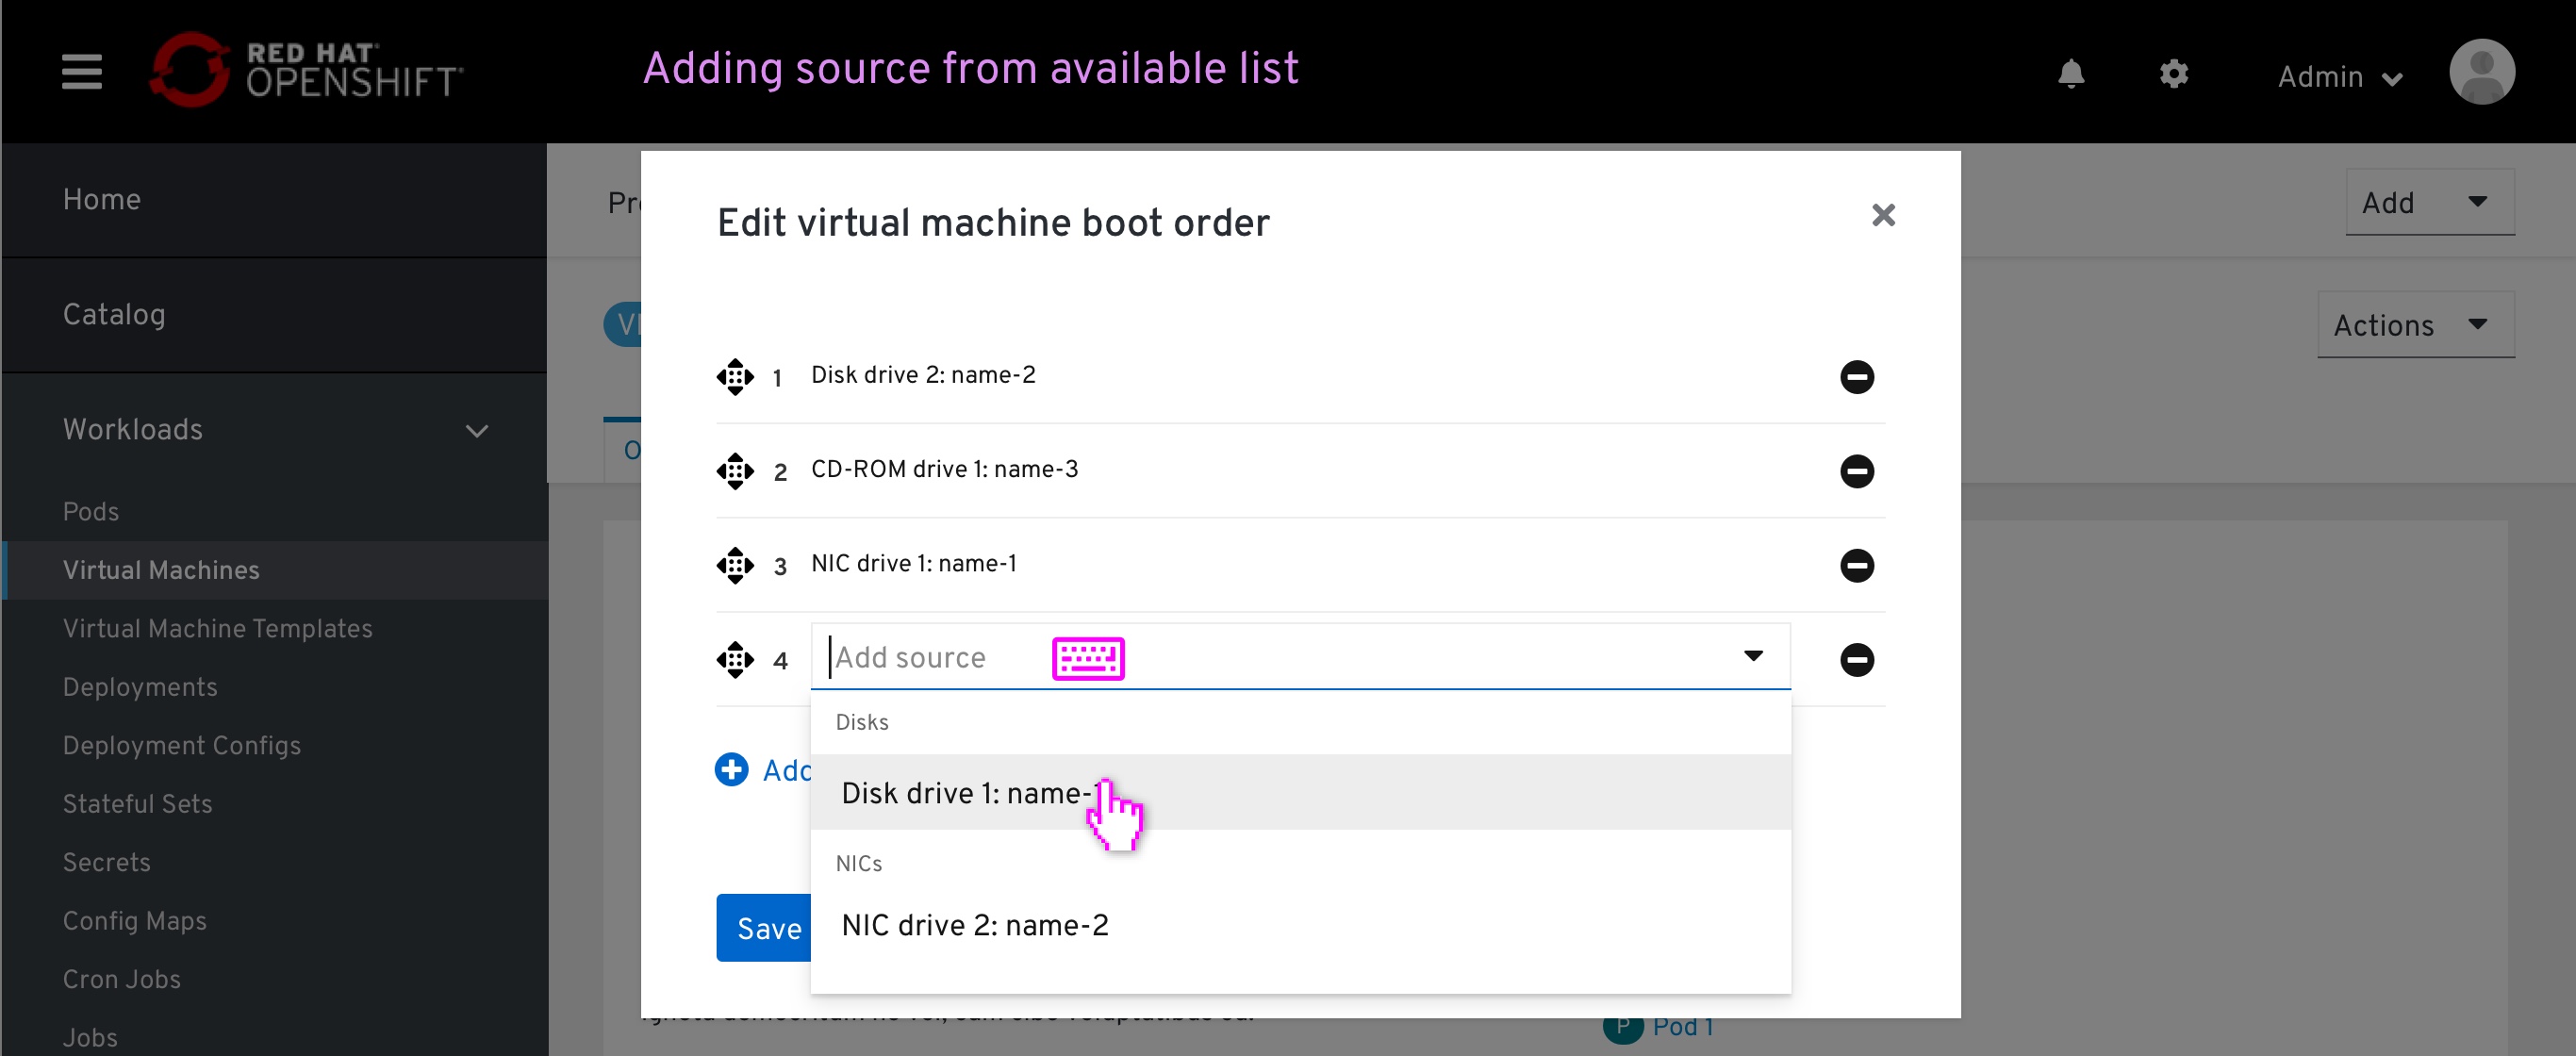 RED HAT
OPENSHIFT
Adding source from available list
Admin
Home
Catalog
Workloads
Pods
Virtual Machines
Virtual Machine Templates
Deployments
Deployment Configs
Stateful Sets
Secrets
Config Maps
Cron Jobs
Jobs
Add
Actions
Edit virtual machine boot order
1 Disk drive 2: name-2
2 CD-ROM drive 1: name-3
3 NIC drive 1: name-1
4 Add source
Disks
Disk drive 1: name-1
NICs
NIC drive 2: name-2
Add
Save
P Pod 1